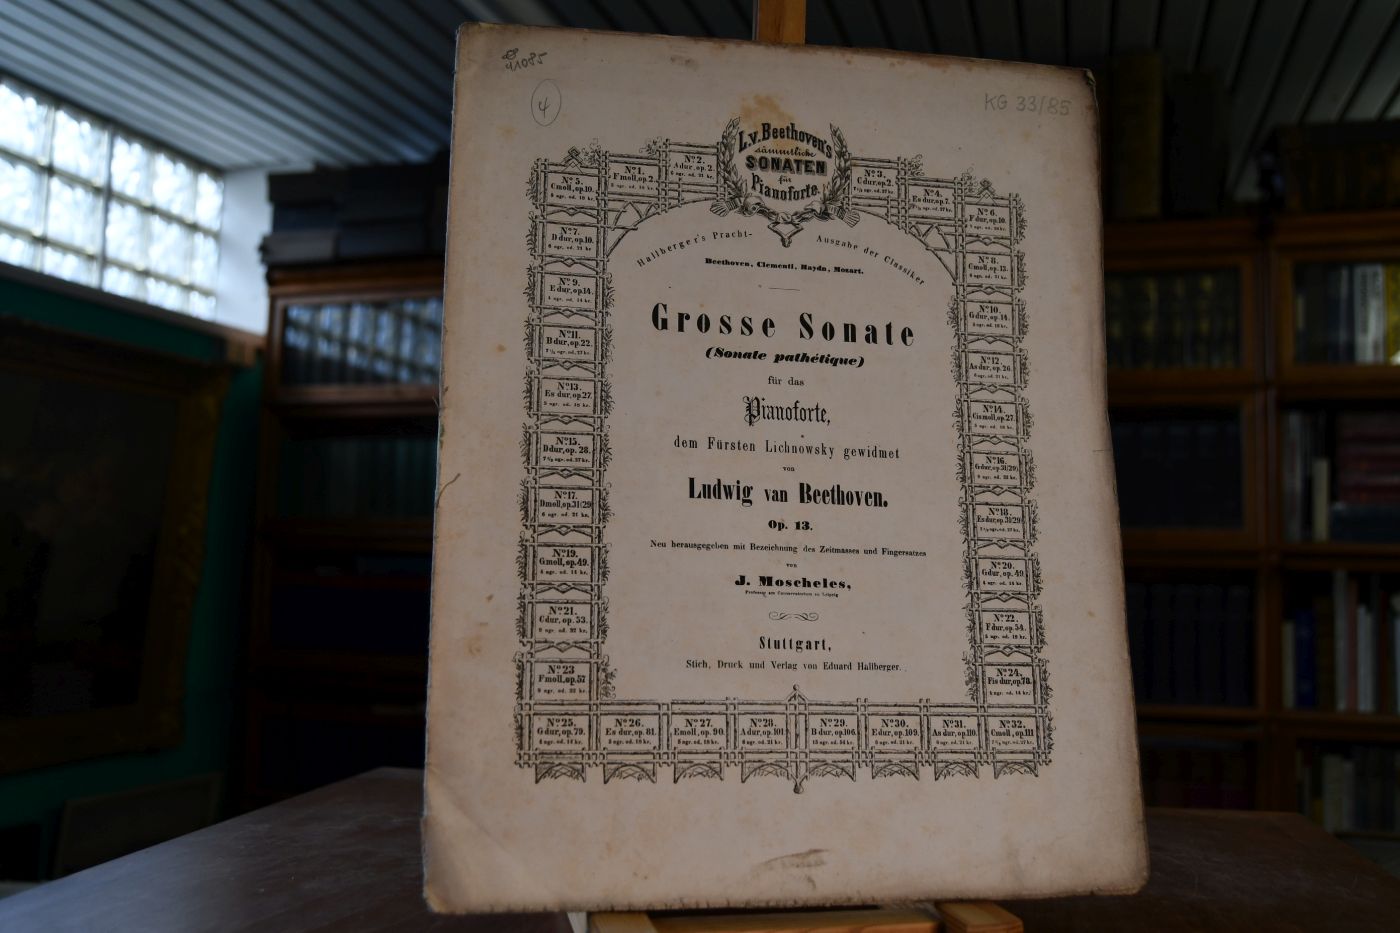 41085
4
KG 33/85
L. v. Beethoven's
sämmtliche
SONATEN
für
Pianoforte.
No. 5.
C moll, op. 10.
No. 1.
F moll, op. 2.
No. 2.
A dur, op. 2.
No. 3.
C dur, op. 2.
No. 4.
Es dur, op. 7.
No. 6.
F dur, op. 10.
No. 7.
D dur, op. 10.
No. 8.
C moll, op. 13.
No. 9.
E dur, op. 14.
No. 10.
G dur, op. 14.
No. 11.
B dur, op. 22.
No. 12.
As dur, op. 26.
No. 13.
Es dur, op. 27
No. 14.
Cis moll, op. 27.
No. 15.
D dur, op. 28.
No. 16.
G dur, op. 31 (29)
No. 17.
D moll, op. 31 (29
No. 18.
Es dur, op. 31 (29)
No. 19.
G moll, op. 49.
No. 20.
G dur, op. 49.
No. 21.
C dur, op. 53.
No. 22.
F dur, op. 54.
No. 23
F moll, op. 57
No. 24.
Fis dur, op. 78.
No. 25.
G dur, op. 79.
No. 26.
Es dur, op. 81.
No. 27.
E moll, op. 90.
No. 28.
A dur, op. 101
No. 29.
B dur, op. 106.
No. 30.
E dur, op. 109.
No. 31.
As dur, op. 110.
No. 32.
C moll, op. 111
Hallberger's Pracht-Ausgabe der Classiker
Beethoven, Clementi, Haydn, Mozart.
Grosse Sonate
(Sonate pathétique)
für das
Pianoforte,
dem Fürsten Lichnowsky gewidmet
von
Ludwig van Beethoven.
Op. 13.
Neu herausgegeben mit Bezeichnung des Zeitmasses und Fingersatzes
von
J. Moscheles,
Professor am Conservatorium zu Leipzig
Stuttgart,
Stich, Druck und Verlag von Eduard Hallberger.